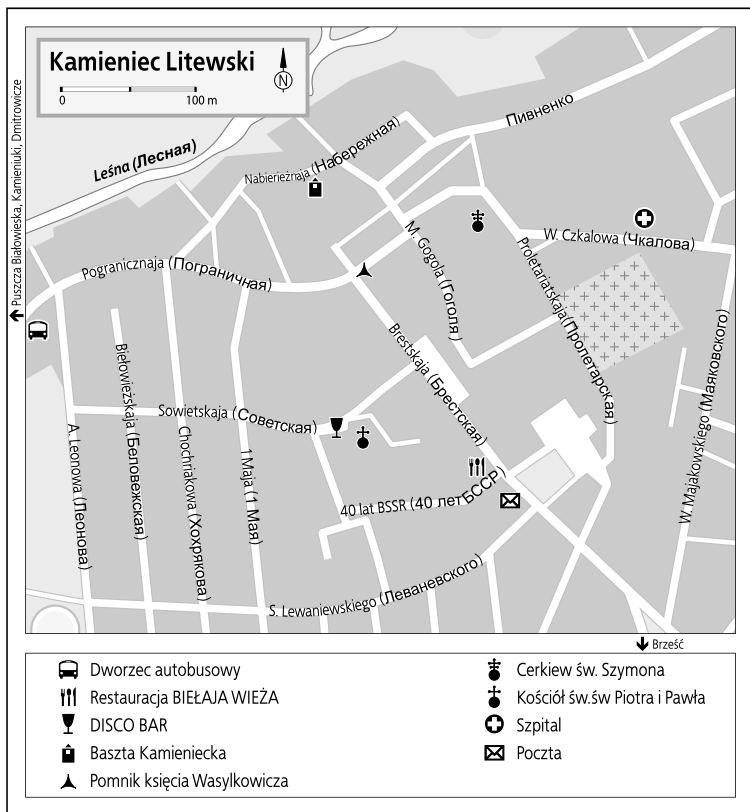 Kamieniec Litewski
N
0 100 m
Puszcza Białowieska, Kamieniuki, Dmitrowicze
Leśna (Лесная)
Nabierieżnaja (Набережная)
Пивненко
M. Gogola (Гоголя)
W. Czkałowa (Чкалова)
Pogranicznaja (Пограничная)
Proletariatskaja (Пролетарская)
Brestskaja (Брестская)
Biełowieżskaja (Беловежская)
Sowietskaja (Советская)
A. Leonowa (Леонова)
Chochriakowa (Хохрякова)
1 Maja (1 Мая)
40 lat BSSR (40 лет БССР)
W. Majakowskiego (Маяковского)
S. Lewaniewskiego (Леваневского)
Brześć
Dworzec autobusowy
Restauracja BIEŁAJA WIEŻA
DISCO BAR
Baszta Kamieniecka
Pomnik księcia Wasylkowicza
Cerkiew św. Szymona
Kościół św.św Piotra i Pawła
Szpital
Poczta